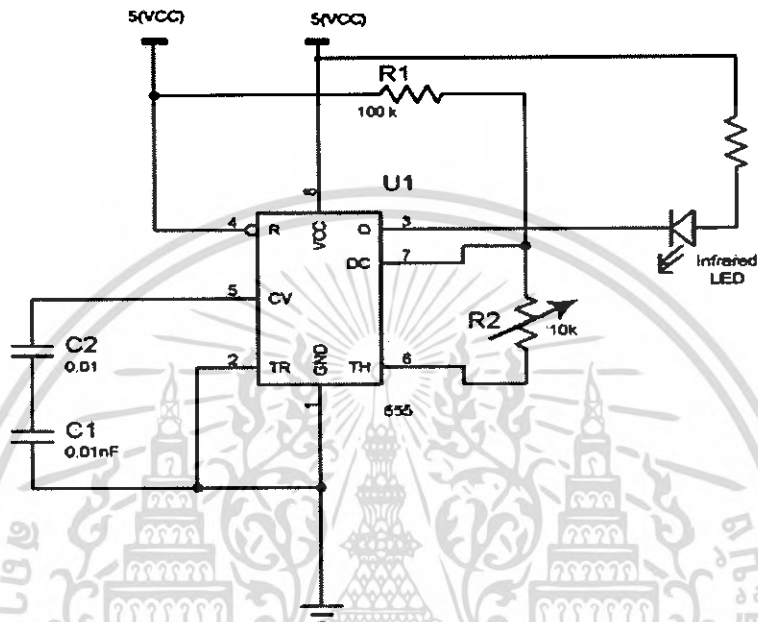 5(VCC)
5(VCC)
R1
100 k
U1
8
4
R
VCC
O
3
DC
7
Infrared
LED
5
CV
R2
10k
C2
0.01
2
TR
GND
TH
6
1
555
C1
0.01nF